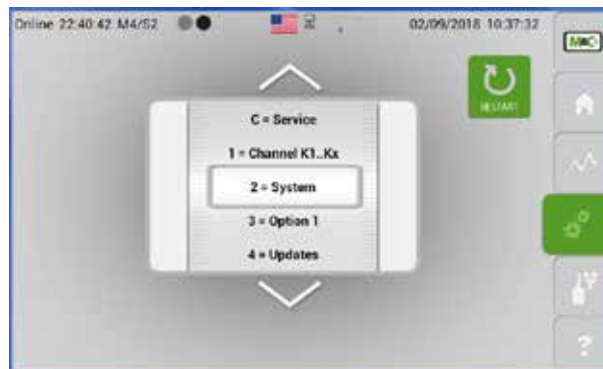 Online 22:40:42 M4/S2 02/09/2018 10:37:32
RESTART
C = Service
1 = Channel K1..Kx
2 = System
3 = Option 1
4 = Updates
?